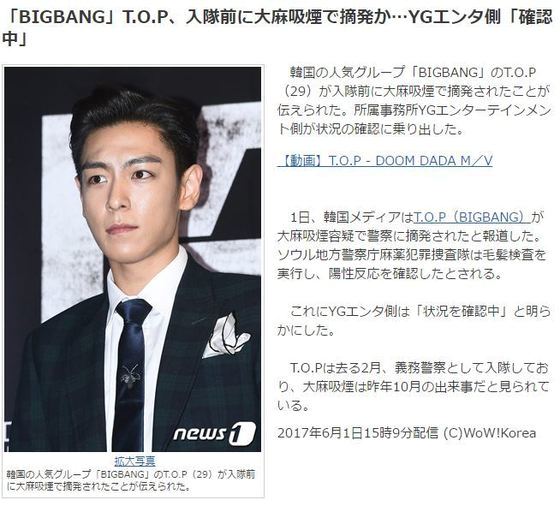 「BIGBANG」T.O.P、入隊前に大麻吸煙で摘発か…YGエンタ側「確認
中」
韓国の人気グループ「BIGBANG」のT.O.P
（29）が入隊前に大麻吸煙で摘発されたことが
伝えられた。所属事務所YGエンターテインメン
ト側が状況の確認に乗り出した。
【動画】T.O.P - DOOM DADA M／V
1日、韓国メディアはT.O.P（BIGBANG）が
大麻吸煙容疑で警察に摘発されたと報道した。
ソウル地方警察庁麻薬犯罪捜査隊は毛髪検査を
実行し、陽性反応を確認したとされる。
これにYGエンタ側は「状況を確認中」と明ら
かにした。
T.O.Pは去る2月、義務警察として入隊してお
り、大麻吸煙は昨年10月の出来事だと見られて
いる。
2017年6月1日15時9分配信 (C)WoW!Korea
news1
拡大写真
韓国の人気グループ「BIGBANG」のT.O.P（29）が入隊前
に大麻吸煙で摘発されたことが伝えられた。